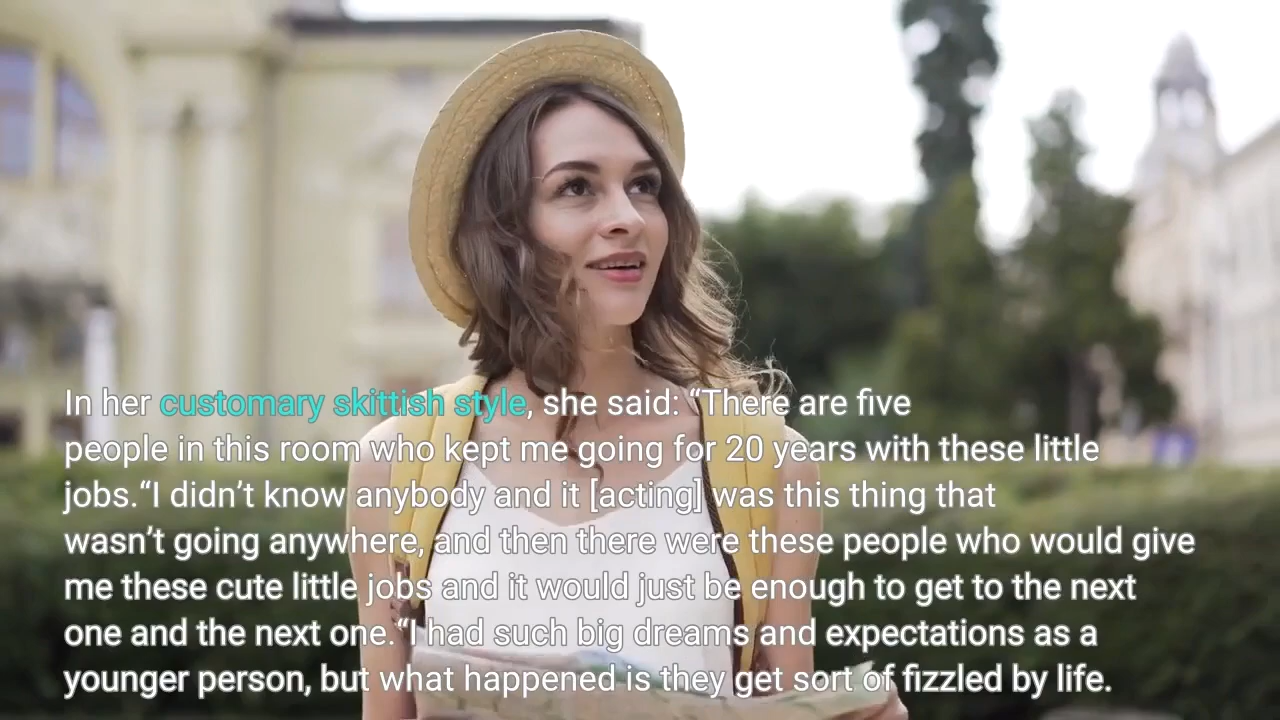 In her customary skittish style, she said: “There are five
people in this room who kept me going for 20 years with these little
jobs.“I didn’t know anybody and it [acting] was this thing that
wasn’t going anywhere, and then there were these people who would give
me these cute little jobs and it would just be enough to get to the next
one and the next one.“I had such big dreams and expectations as a
younger person, but what happened is they get sort of fizzled by life.